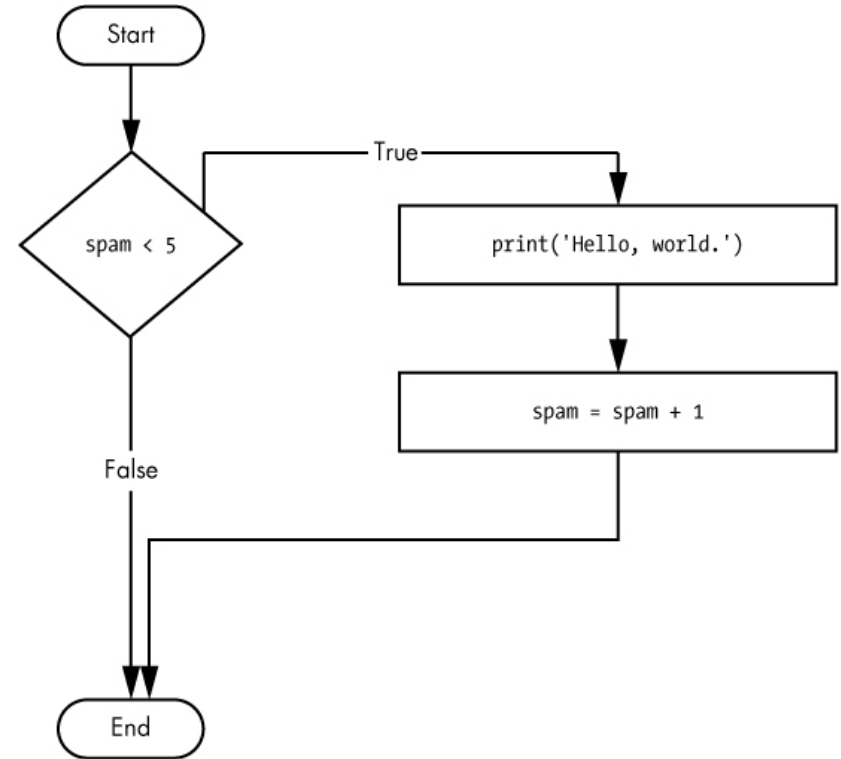 Start
True
spam < 5
print('Hello, world.')
spam = spam + 1
False
End